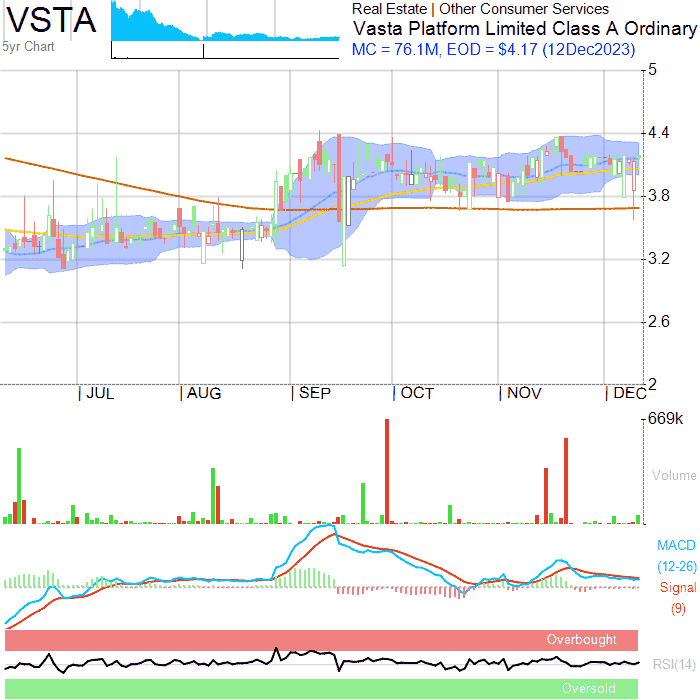 VSTA
5yr Chart
Real Estate | Other Consumer Services
Vasta Platform Limited Class A Ordinary
MC = 76.1M, EOD = $4.17 (12Dec2023)
5
4.4
3.8
3.2
2.6
2
| JUL | AUG | SEP | OCT | NOV | DEC
669k
Volume
MACD
(12-26)
Signal
(9)
Overbought
RSI(14)
Oversold